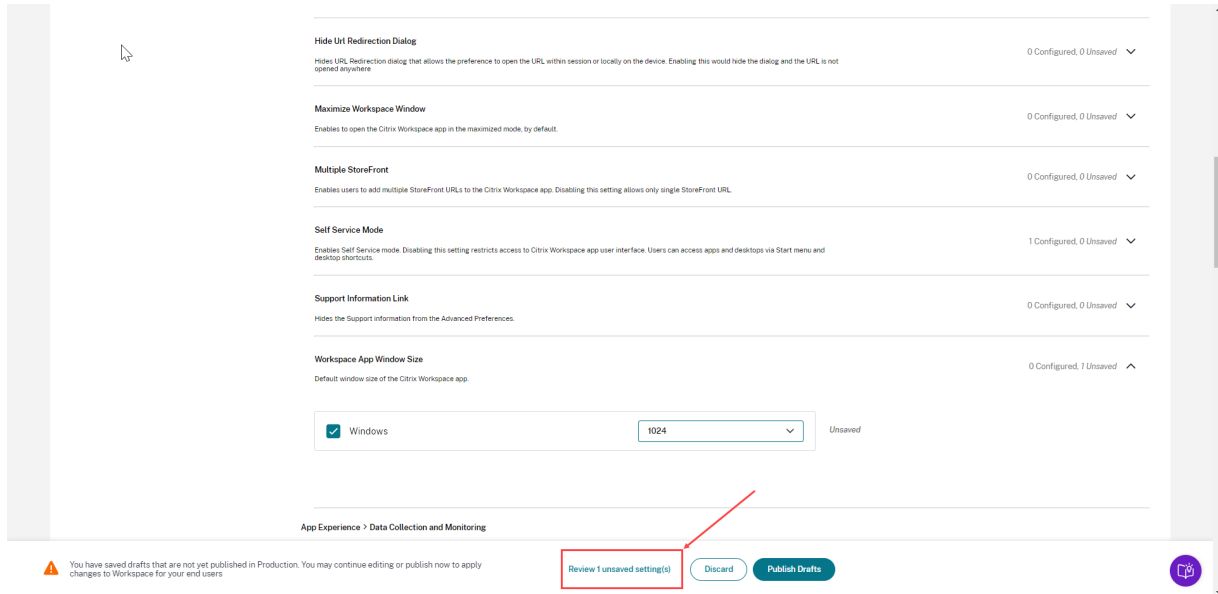 Hide Url Redirection Dialog
0 Configured, 0 Unsaved
Hides URL Redirection dialog that allows the preference to open the URL within session or locally on the device. Enabling this would hide the dialog and the URL is not
opened anywhere
Maximize Workspace Window
0 Configured, 0 Unsaved
Enables to open the Citrix Workspace app in the maximized mode, by default.
Multiple StoreFront
0 Configured, 0 Unsaved
Enables users to add multiple StoreFront URLs to the Citrix Workspace app. Disabling this setting allows only single StoreFront URL.
Self Service Mode
1 Configured, 0 Unsaved
Enables Self Service mode. Disabling this setting restricts access to Citrix Workspace app user interface. Users can access apps and desktops via Start menu and
desktop shortcuts.
Support Information Link
0 Configured, 0 Unsaved
Hides the Support information from the Advanced Preferences.
Workspace App Window Size
0 Configured, 1 Unsaved
Default window size of the Citrix Workspace app.
Windows
1024
Unsaved
App Experience > Data Collection and Monitoring
You have saved drafts that are not yet published in Production. You may continue editing or publish now to apply
changes to Workspace for your end users
Review 1 unsaved setting(s)
Discard
Publish Drafts